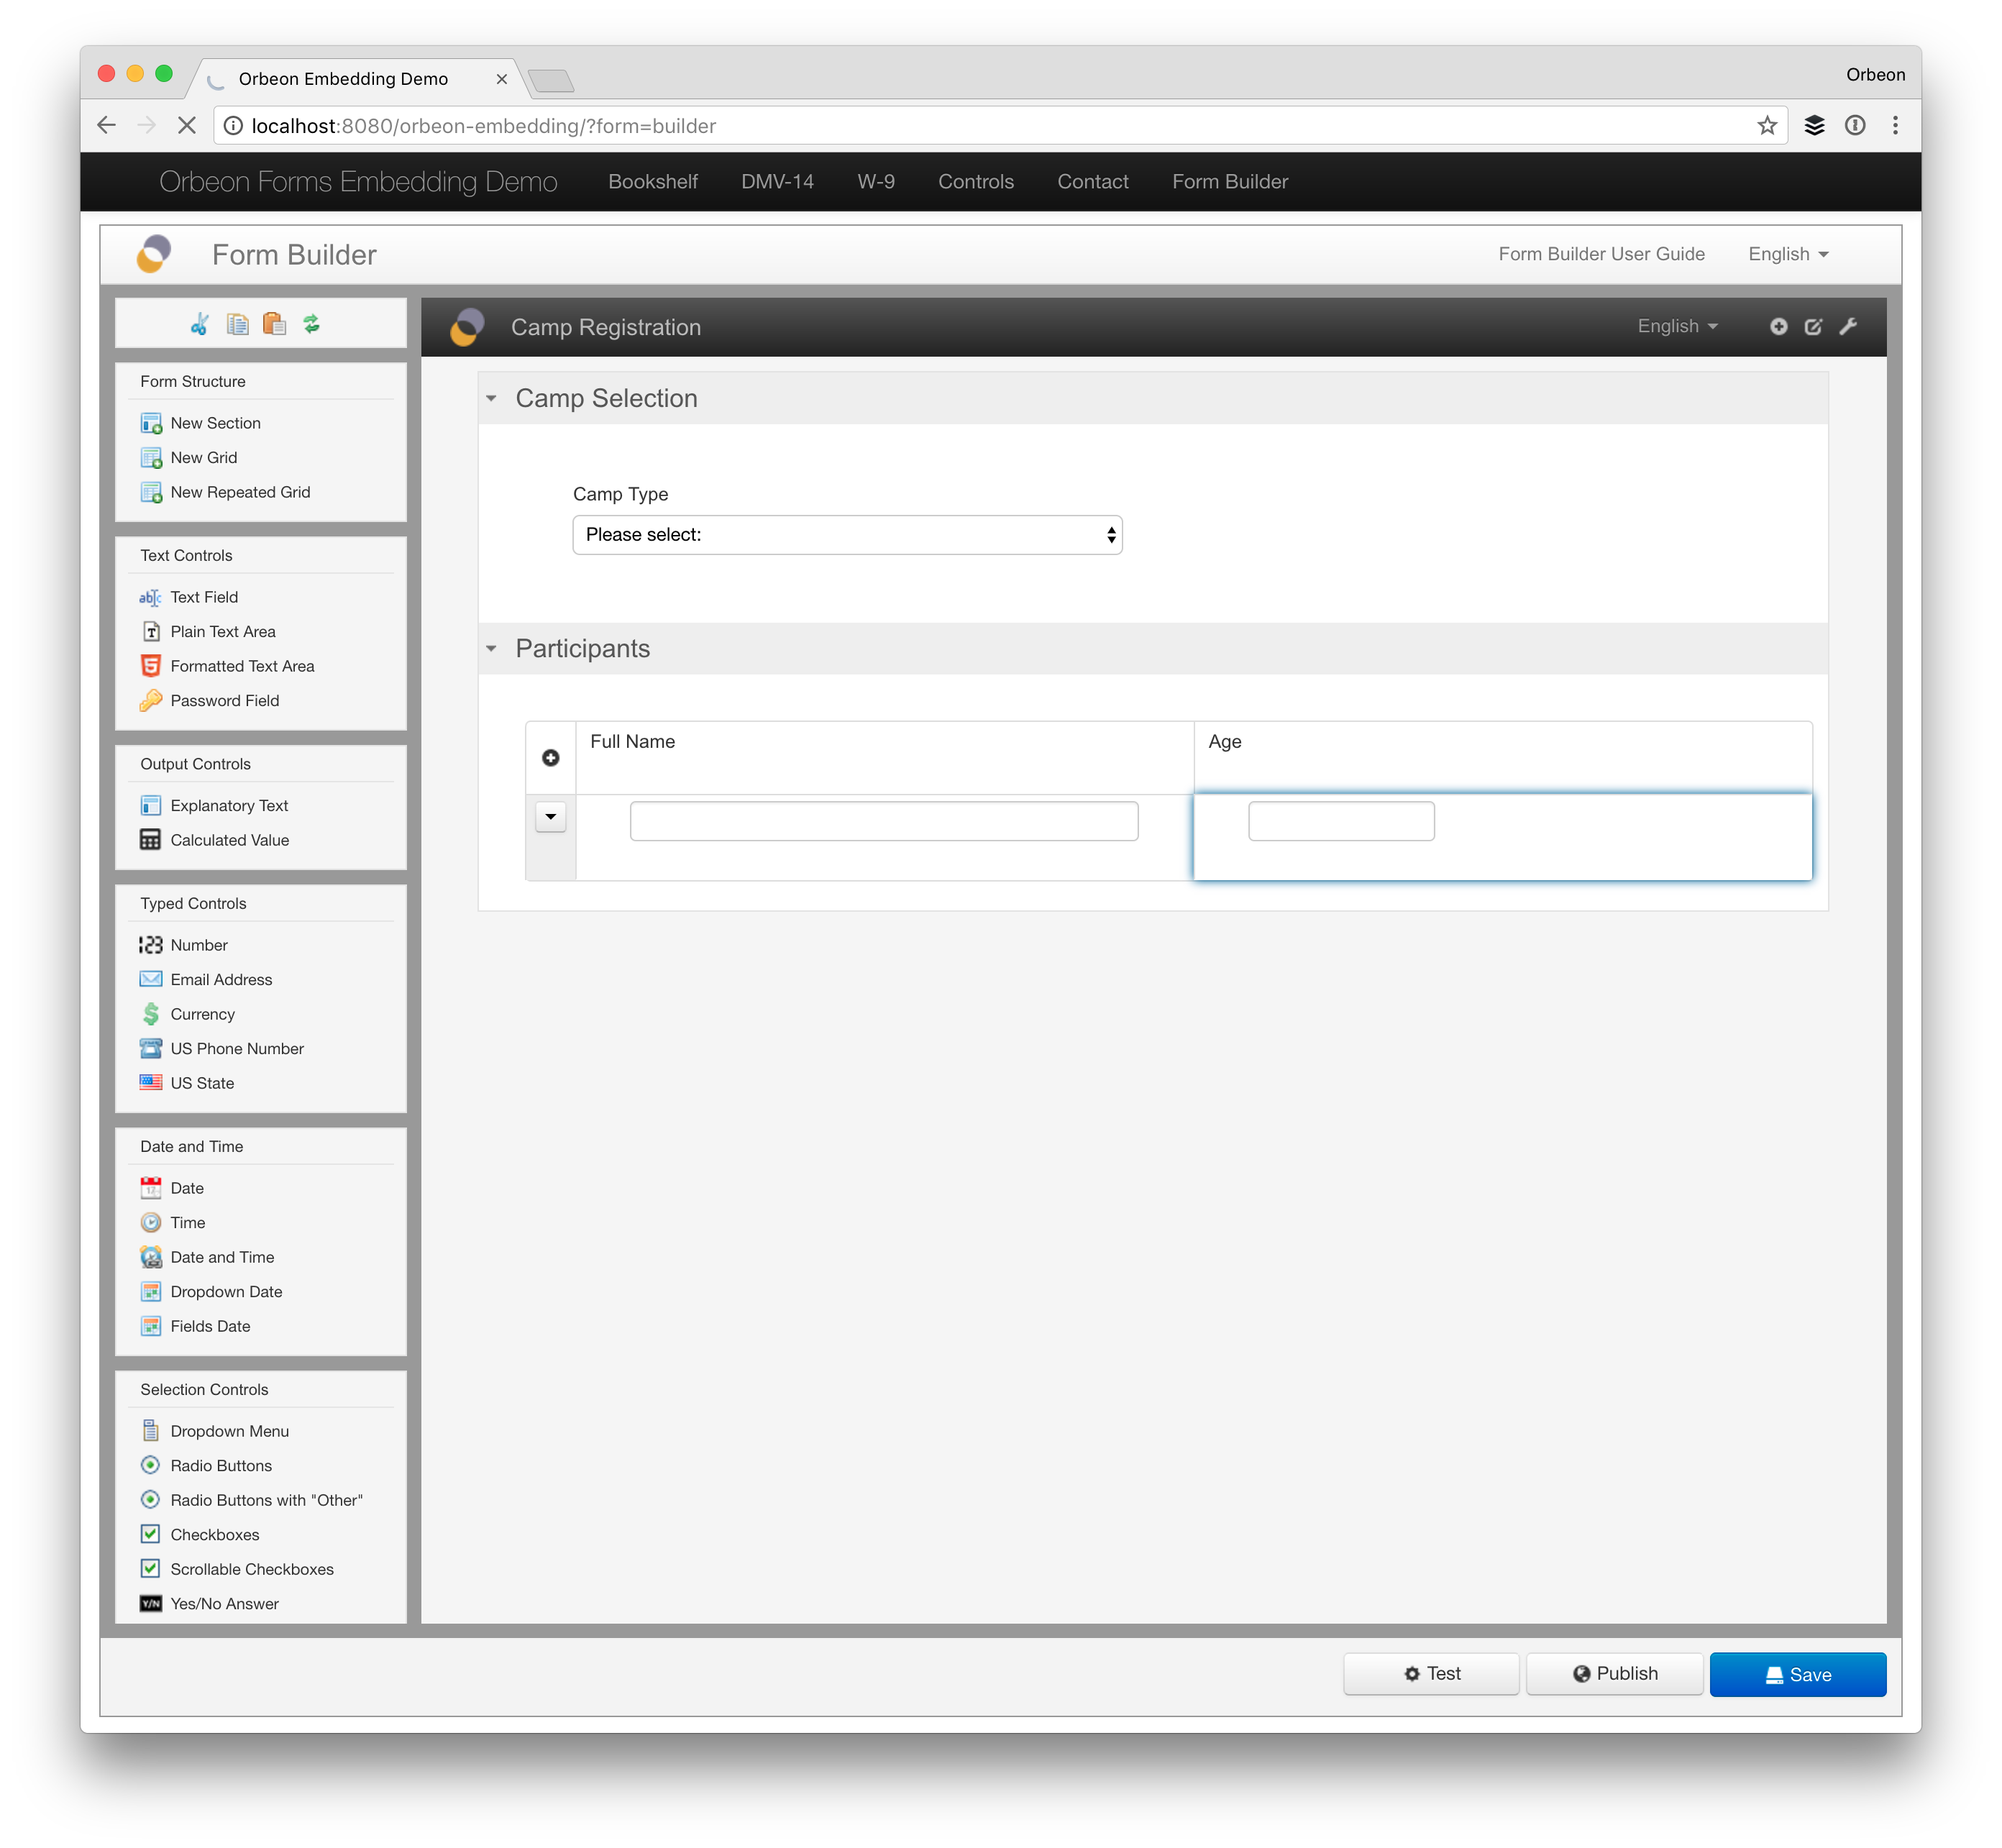 Orbeon Embedding Demo
Orbeon
localhost:8080/orbeon-embedding/?form=builder
Orbeon Forms Embedding Demo Bookshelf DMV-14 W-9 Controls Contact Form Builder
Form Builder
Form Builder User Guide English
Camp Registration English
Form Structure
New Section
New Grid
New Repeated Grid
Text Controls
Text Field
Plain Text Area
Formatted Text Area
Password Field
Output Controls
Explanatory Text
Calculated Value
Typed Controls
123 Number
Email Address
Currency
US Phone Number
US State
Date and Time
Date
Time
Date and Time
Dropdown Date
Fields Date
Selection Controls
Dropdown Menu
Radio Buttons
Radio Buttons with "Other"
Checkboxes
Scrollable Checkboxes
Y/N Yes/No Answer
Camp Selection
Camp Type
Please select:
Participants
Full Name Age
Test Publish Save